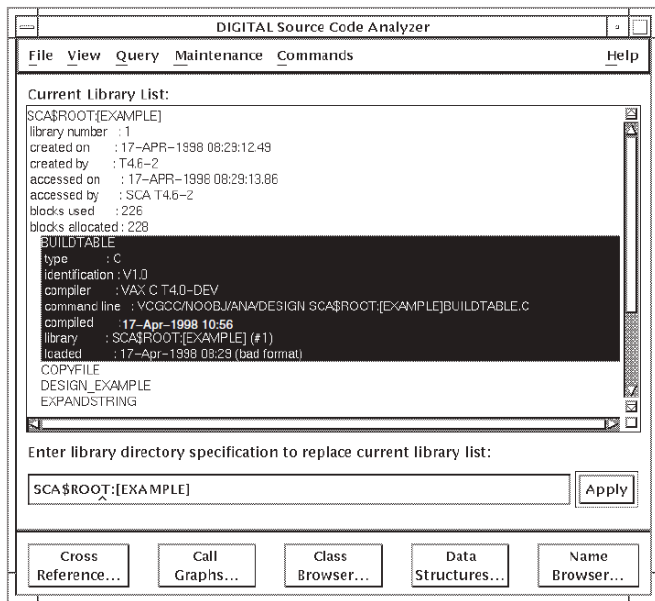 DIGITAL Source Code Analyzer
File View Query Maintenance Commands Help
Current Library List:
SCA$ROOT:[EXAMPLE]
library number : 1
created on : 17-APR-1998 08:29:12.49
created by : T4.6-2
accessed on : 17-APR-1998 08:29:13.86
accessed by : SCA T4.6-2
blocks used : 226
blocks allocated : 228
BUILDTABLE
type : C
identification : V1.0
compiler : VAX C T4.0-DEV
command line : VCGCC/NOOBJ/ANA/DESIGN SCA$ROOT:[EXAMPLE]BUILDTABLE.C
compiled :17-Apr-1998 10:56
library : SCA$ROOT:[EXAMPLE] (#1)
loaded : 17-Apr-1998 08:29 (bad format)
COPYFILE
DESIGN_EXAMPLE
EXPANDSTRING
Enter library directory specification to replace current library list:
SCA$ROOT:[EXAMPLE]
Apply
Cross Call Class Data Name
Reference... Graphs... Browser... Structures... Browser...